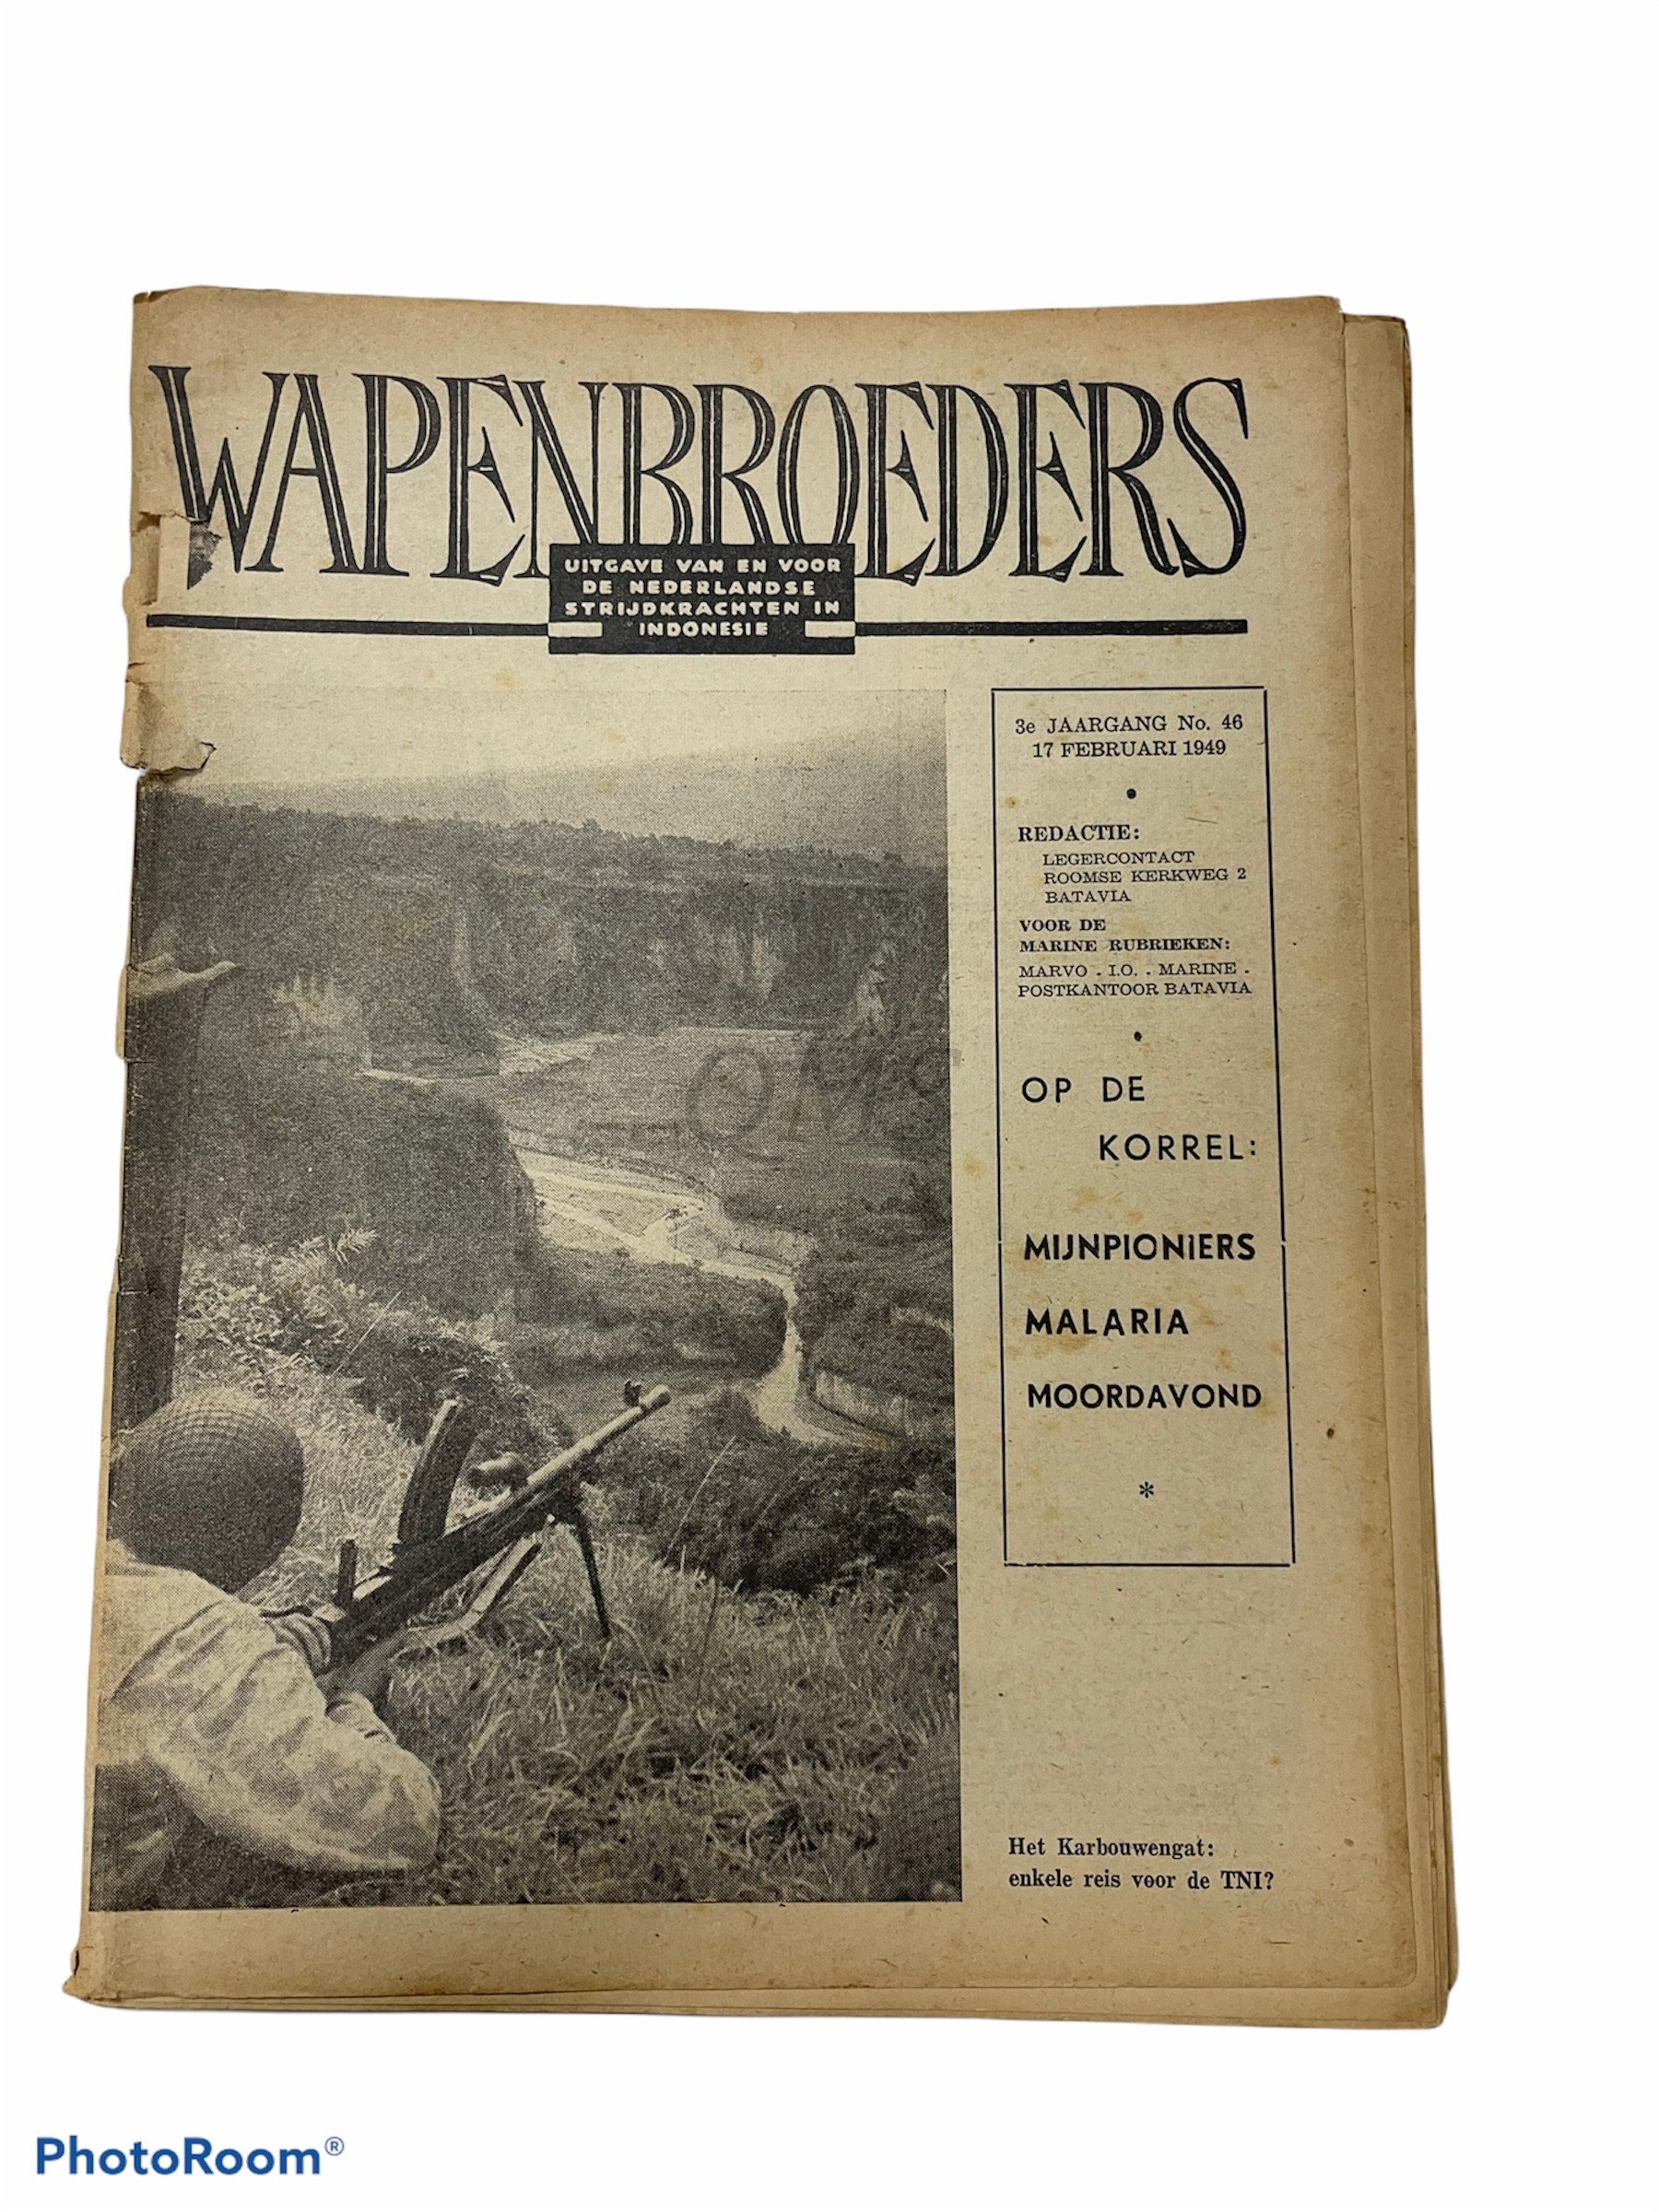 WAPENBROEDERS
UITGAVE VAN EN VOOR
DE NEDERLANDSE
STRIJDKRACHTEN IN
INDONESIE
3e JAARGANG No. 46
17 FEBRUARI 1949
REDACTIE:
LEGERCONTACT
ROOMSE KERKWEG 2
BATAVIA
VOOR DE
MARINE RUBRIEKEN:
MARVO . I.O. . MARINE .
POSTKANTOOR BATAVIA
OP DE
KORREL:
MIJNPIONIERS
MALARIA
MOORDAVOND
*
Het Karbouwengat:
enkele reis voor de TNI?
PhotoRoom®